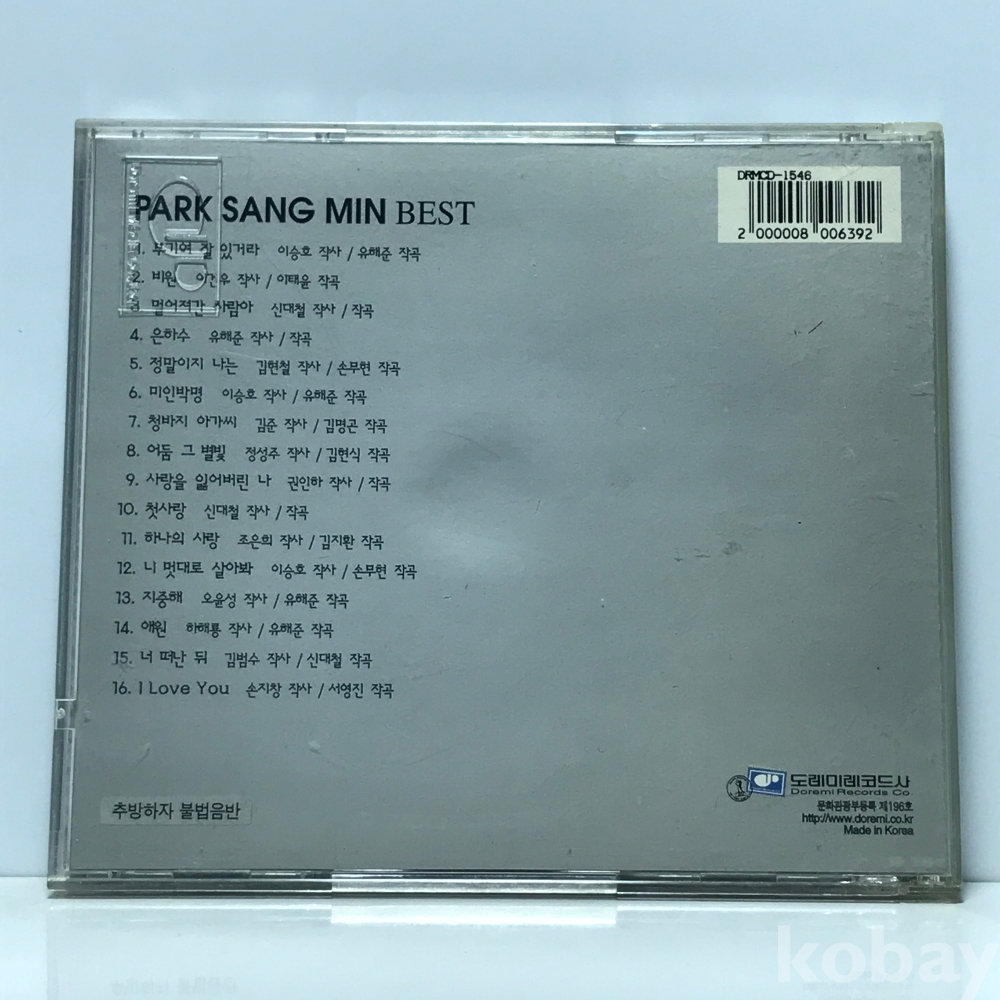 PARK SANG MIN BEST
DRMCD-1546
2 000008 006392
1. 무기여 잘 있거라 이승호 작사 / 유해준 작곡
2. 비원 이건우 작사 / 이태윤 작곡
3. 멀어져간 사람아 신대철 작사 / 작곡
4. 은하수 유해준 작사 / 작곡
5. 정말이지 나는 김현철 작사 / 손무현 작곡
6. 미인박명 이승호 작사 / 유해준 작곡
7. 청바지 아가씨 김준 작사 / 김명곤 작곡
8. 어둠 그 별빛 정성주 작사 / 김현식 작곡
9. 사랑을 잃어버린 나 권인하 작사 / 작곡
10. 첫사랑 신대철 작사 / 작곡
11. 하나의 사랑 조은희 작사 / 김지환 작곡
12. 니 멋대로 살아봐 이승호 작사 / 손무현 작곡
13. 지중해 오윤성 작사 / 유해준 작곡
14. 애원 하해룡 작사 / 유해준 작곡
15. 너 떠난 뒤 김범수 작사 / 신대철 작곡
16. I Love You 손지창 작사 / 서영진 작곡
추방하자 불법음반
도레미레코드사
Doremi Records Co.
문화관광부등록 제196호
http://www.doremi.co.kr
Made in Korea
kobay